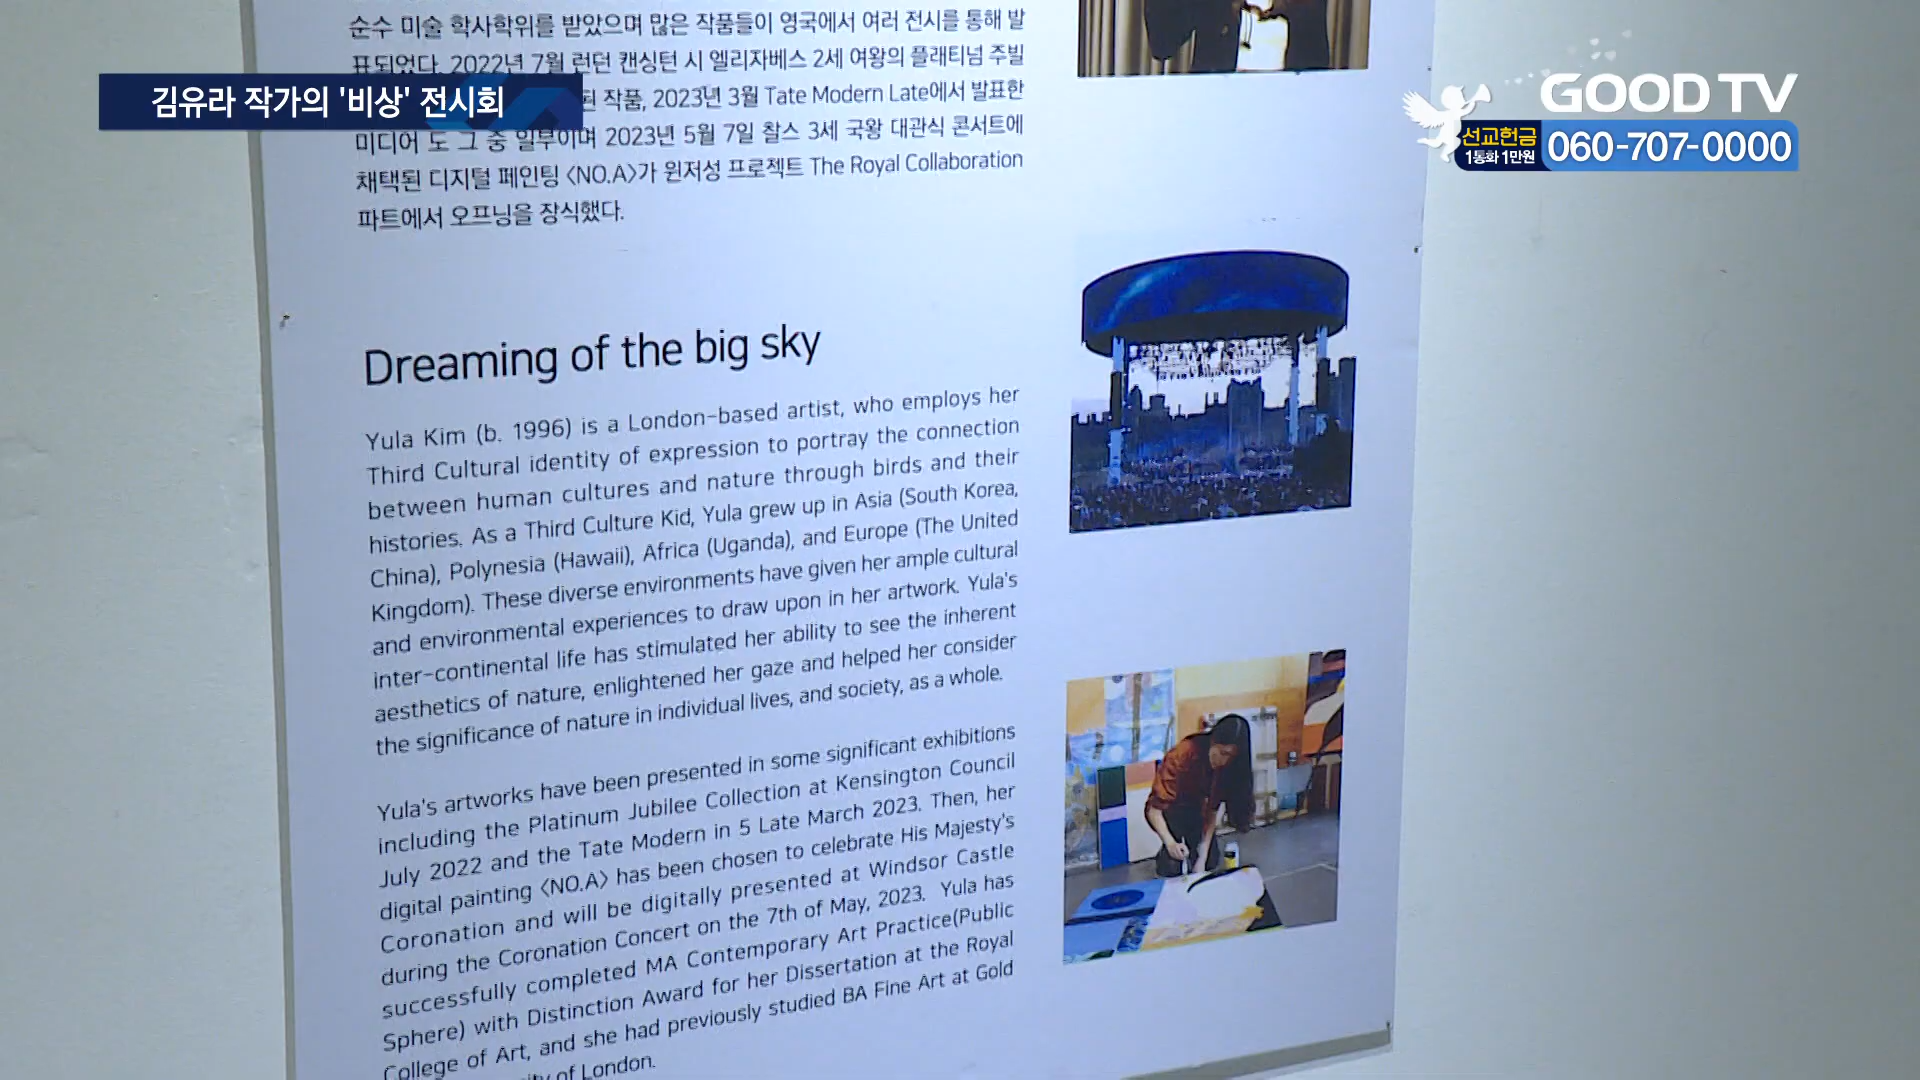 순수 미술 학사학위를 받았으며 많은 작품들이 영국에서 여러 전시를 통해 발
표되었다. 2022년 7월 런던 캔싱턴 시 엘리자베스 2세 여왕의 플래티넘 주빌
작품, 2023년 3월 Tate Modern Late에서 발표한
미디어 도 그 중 일부이며 2023년 5월 7일 찰스 3세 국왕 대관식 콘서트에
채택된 디지털 페인팅 <NO.A>가 원저성 프로젝트 The Royal Collaboration
파트에서 오프닝을 장식했다.
김유라 작가의 '비상' 전시회
GOOD TV
선교헌금
1통화 1만원
060-707-0000
Dreaming of the big sky
Yula Kim (b. 1996) is a London-based artist, who employs her
Third Cultural identity of expression to portray the connection
between human cultures and nature through birds and their
histories. As a Third Culture Kid, Yula grew up in Asia (South Korea,
China), Polynesia (Hawaii), Africa (Uganda), and Europe (The United
Kingdom). These diverse environments have given her ample cultural
and environmental experiences to draw upon in her artwork. Yula's
inter-continental life has stimulated her ability to see the inherent
aesthetics of nature, enlightened her gaze and helped her consider
the significance of nature in individual lives, and society, as a whole.
Yula's artworks have been presented in some significant exhibitions
including the Platinum Jubilee Collection at Kensington Council
July 2022 and the Tate Modern in 5 Late March 2023. Then, her
digital painting <NO.A> has been chosen to celebrate His Majesty's
Coronation and will be digitally presented at Windsor Castle
during the Coronation Concert on the 7th of May, 2023. Yula has
successfully completed MA Contemporary Art Practice(Public
Sphere) with Distinction Award for her Dissertation at the Royal
College of Art, and she had previously studied BA Fine Art at Gold
of London.